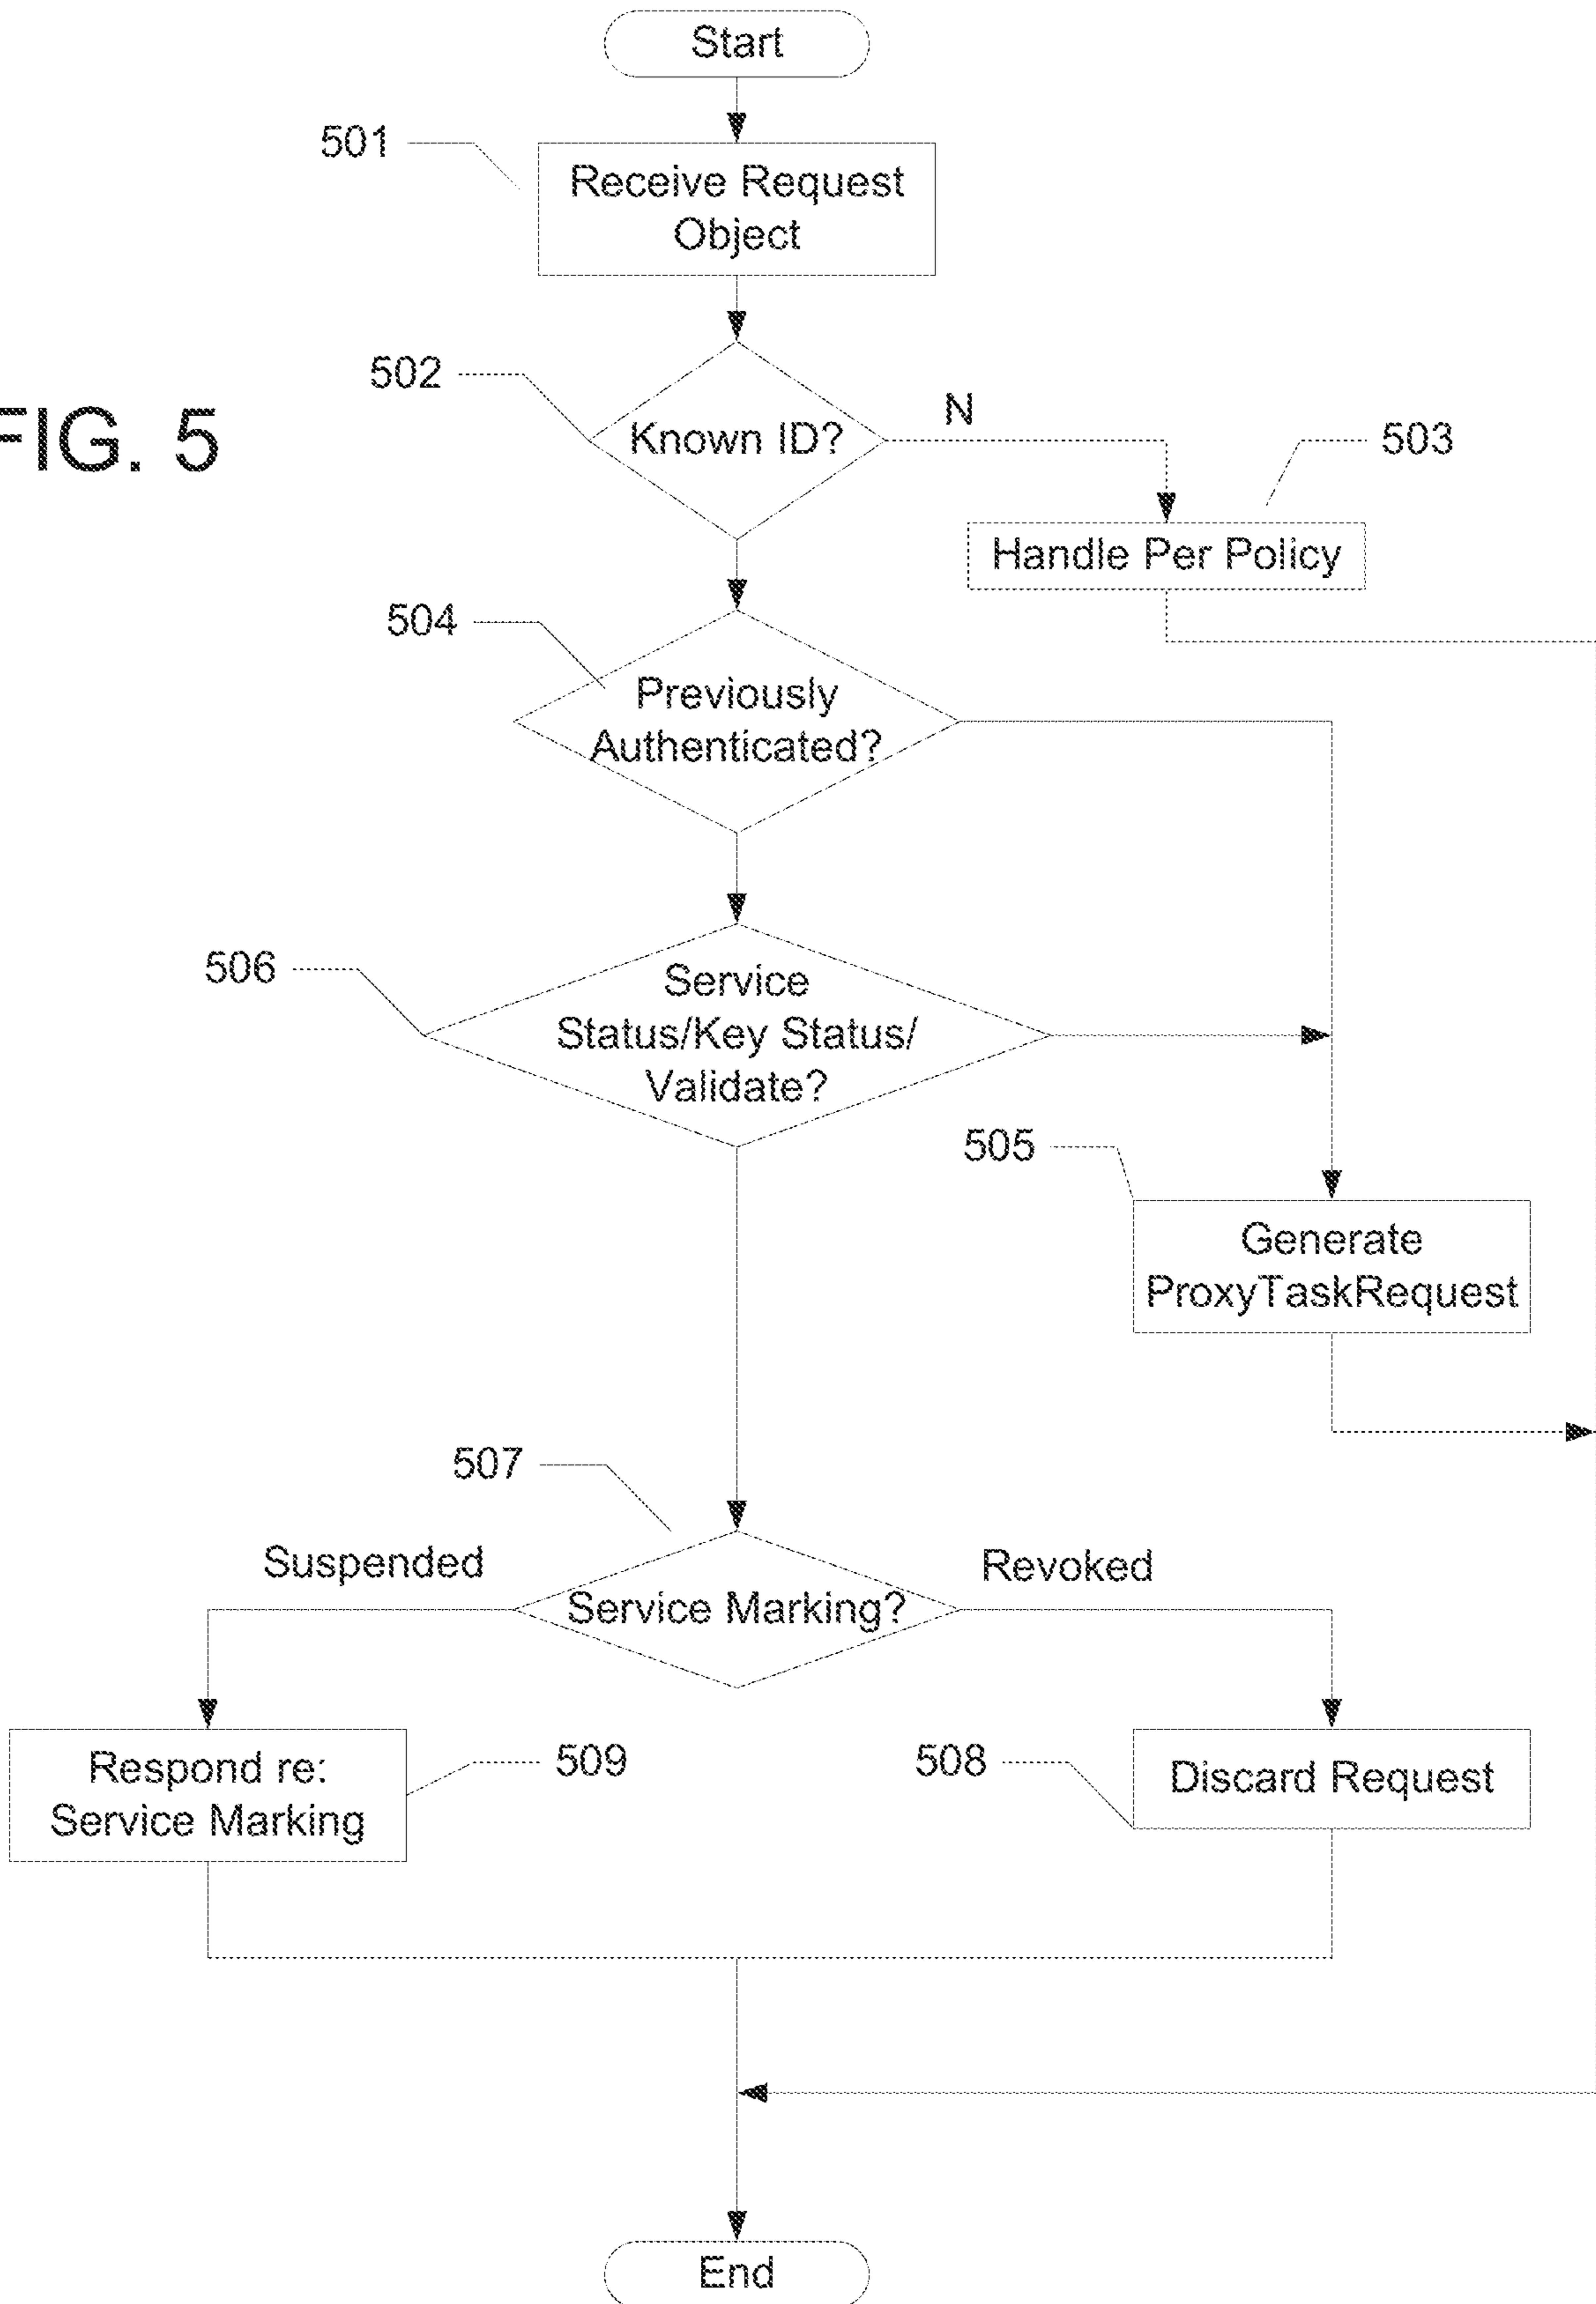 Start
501
Receive Request
Object
502
Known ID?
N
503
FIG. 5
Handle Per Policy
504
Previously
Authenticated?
506
Service
Status/Key Status/
Validate?
505
Generate
ProxyTaskRequest
507
Suspended
Revoked
Service Marking?
Respond re:
Service Marking
509
508
Discard Request
End